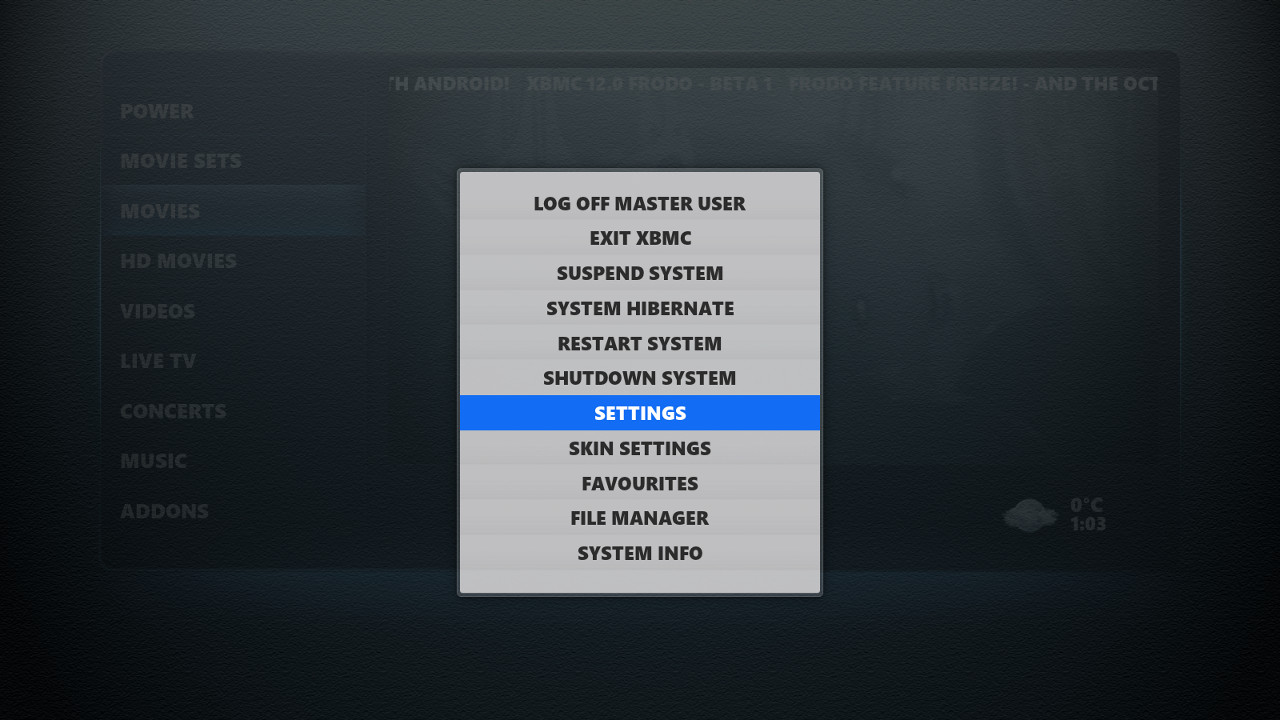 TH ANDROID! XBMC 12.0 FRODO - BETA 1 FRODO FEATURE FREEZE! - AND THE OCT
POWER
MOVIE SETS
MOVIES
HD MOVIES
VIDEOS
LIVE TV
CONCERTS
MUSIC
ADDONS
LOG OFF MASTER USER
EXIT XBMC
SUSPEND SYSTEM
SYSTEM HIBERNATE
RESTART SYSTEM
SHUTDOWN SYSTEM
SETTINGS
SKIN SETTINGS
FAVOURITES
FILE MANAGER
SYSTEM INFO
0°C
1:03